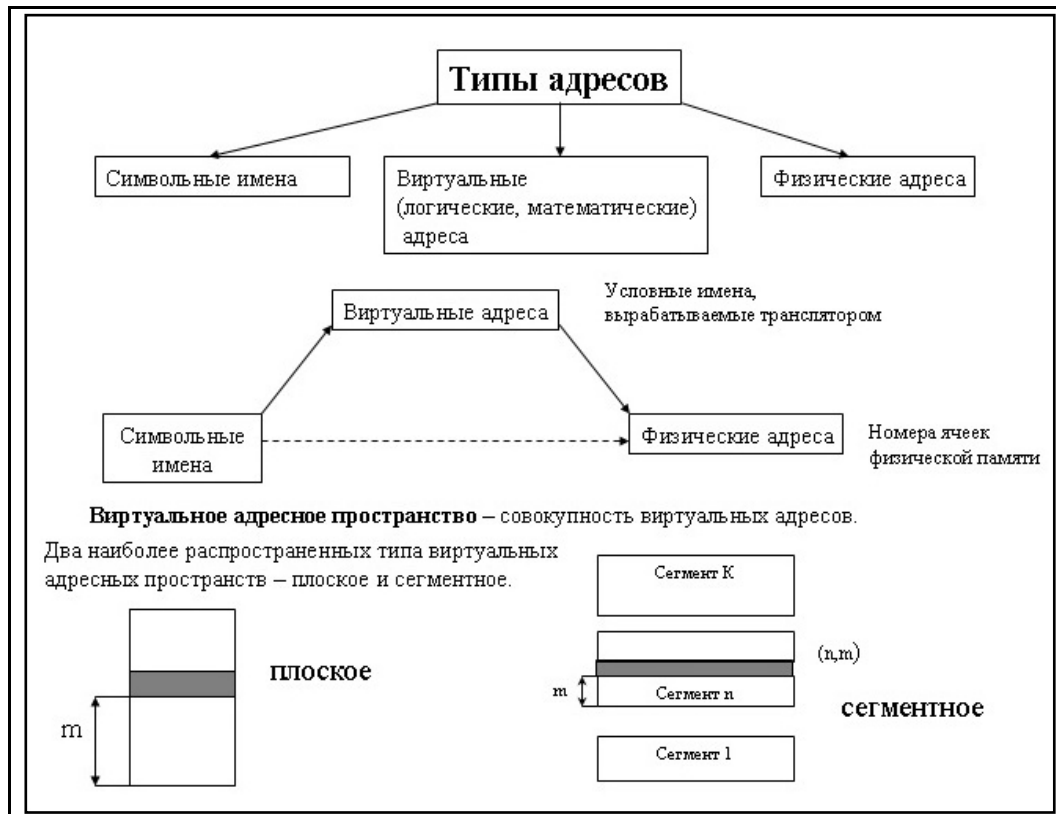 Типы адресов
Символьные имена
Виртуальные
(логические, математические)
адреса
Физические адреса
Виртуальные адреса
Условные имена,
вырабатываемые транслятором
Символьные
имена
Физические адреса
Номера ячеек
физической памяти
Виртуальное адресное пространство – совокупность виртуальных адресов.
Два наиболее распространенных типа виртуальных
адресных пространств – плоское и сегментное.
m
плоское
Сегмент K
(n,m)
m
Сегмент n
сегментное
Сегмент 1